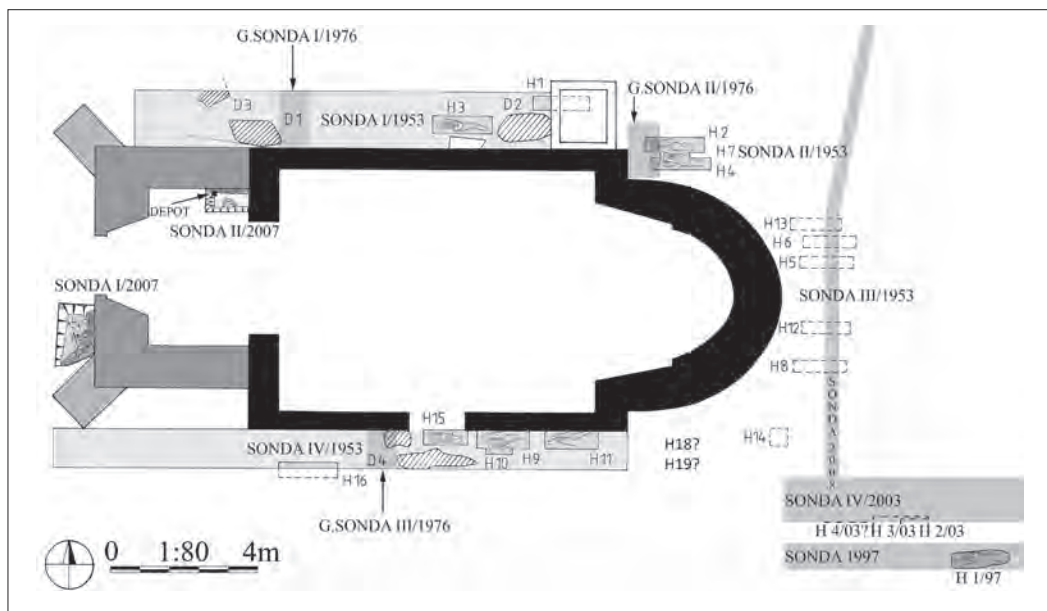 G.SONDA I/1976
H1
G.SONDA II/1976
D3
D1
SONDA I/1953
H3
D2
H2
H7
SONDA II/1953
H4
DEPOT
SONDA II/2007
H13
H6
H5
SONDA I/2007
SONDA III/1953
H12
H8
H15
SONDA IV/1953
D4
H10
H9
H11
H16
H18?
H19?
H14
G.SONDA III/1976
SONDA IV/2003
H 4/03?
H 3/03
H 2/03
SONDA 1997
H 1/97
0 1:80 4m